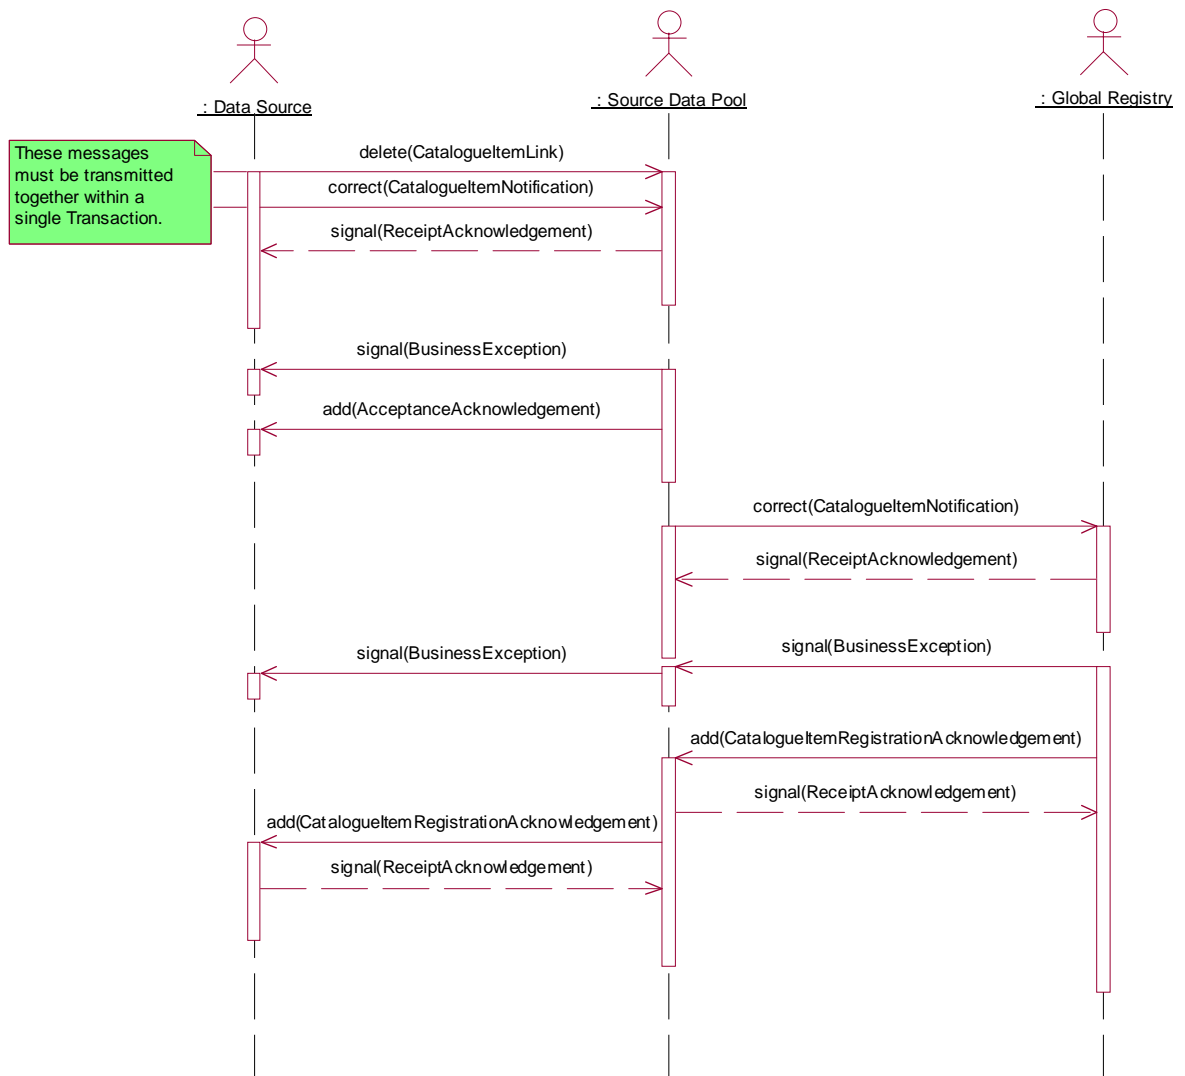 : Data Source
: Source Data Pool
: Global Registry
These messages
must be transmitted
together within a
single Transaction.
delete(CatalogueItemLink)
correct(CatalogueItemNotification)
signal(ReceiptAcknowledgement)
signal(BusinessException)
add(AcceptanceAcknowledgement)
correct(CatalogueItemNotification)
signal(ReceiptAcknowledgement)
signal(BusinessException)
signal(BusinessException)
add(CatalogueItemRegistrationAcknowledgement)
signal(ReceiptAcknowledgement)
add(CatalogueItemRegistrationAcknowledgement)
signal(ReceiptAcknowledgement)